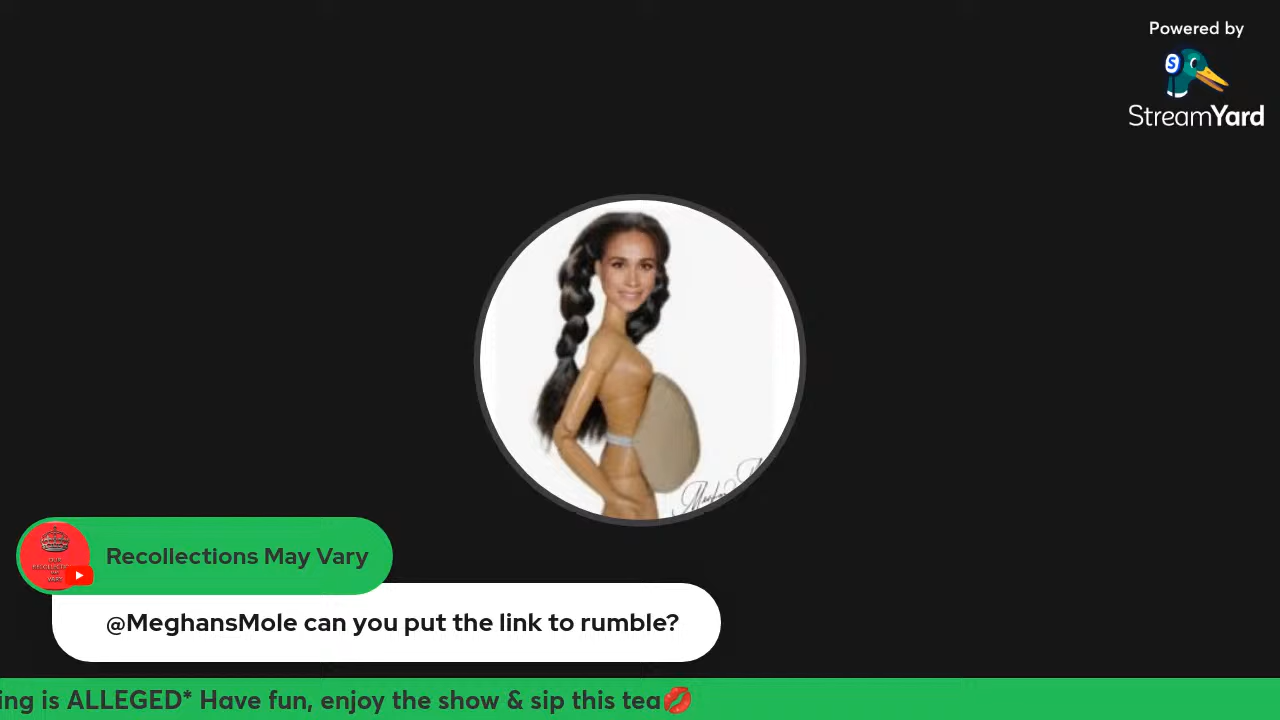 Powered by
StreamYard
Recollections May Vary
@MeghansMole can you put the link to rumble?
ing is ALLEGED* Have fun, enjoy the show & sip this tea💋